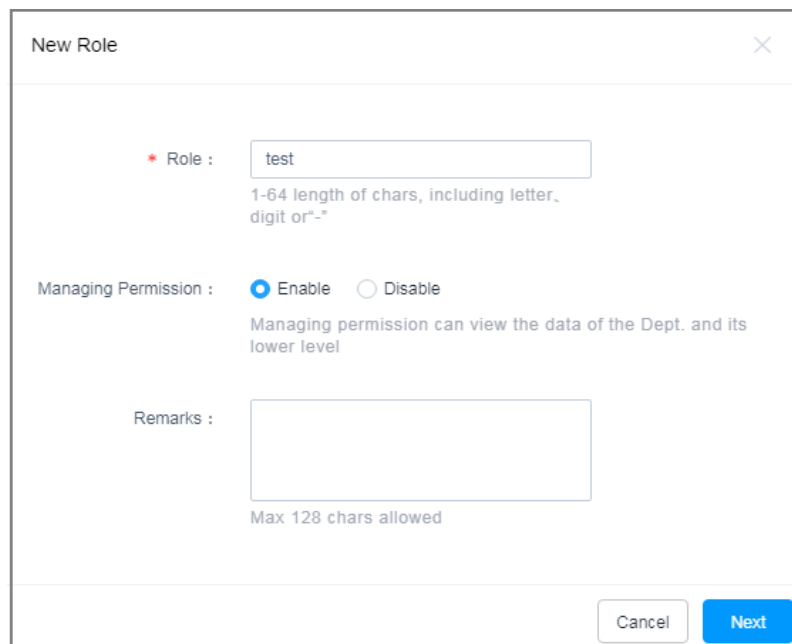 New Role
* Role :
test
1-64 length of chars, including letter、
digit or“-”
Managing Permission :
Enable
Disable
Managing permission can view the data of the Dept. and its
lower level
Remarks :
Max 128 chars allowed
Cancel
Next